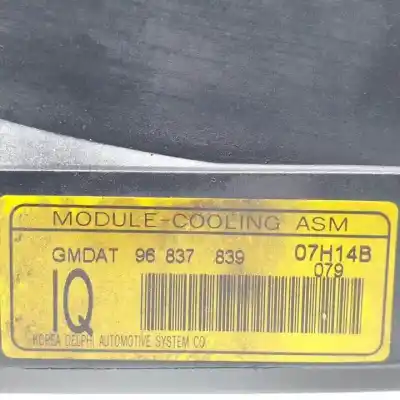 MODULE-COOLING ASM
GMDAT 96 837 839 07H14B
079
IQ
KOREA DELPHI AUTOMOTIVE SYSTEM CO